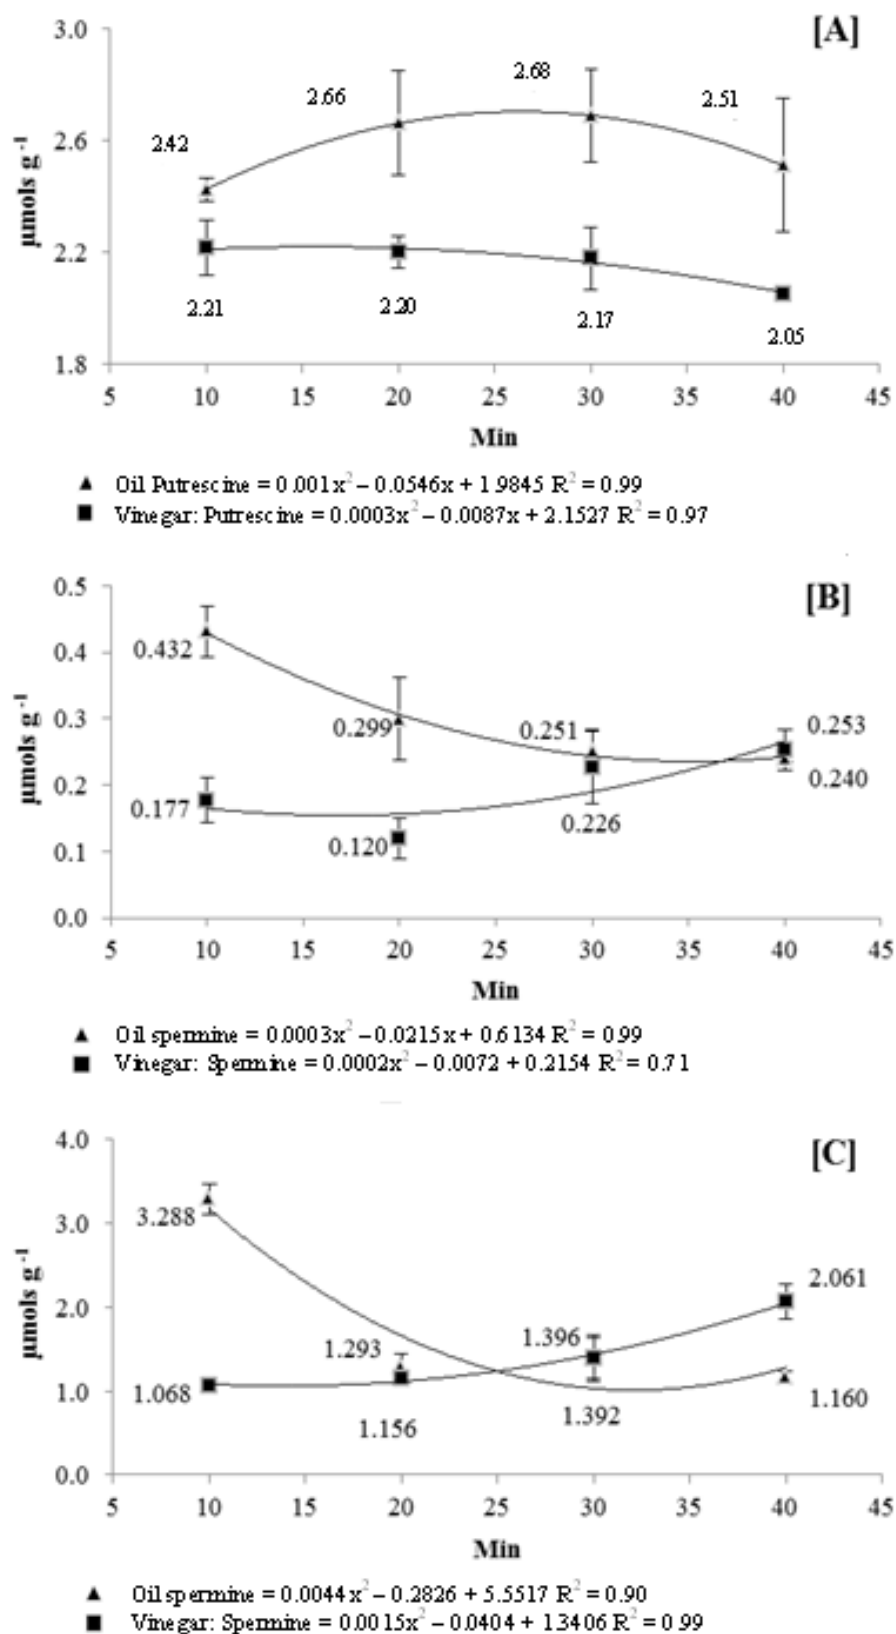 [A]
3.0
2.68
2.66
2.51
2.42
2.6
µmols g⁻¹
2.2
2.21
2.20
2.17
2.05
1.8
5 10 15 20 25 30 35 40 45
Min
▲ Oil Putrescine = 0.001x² – 0.0546x + 1.9845 R² = 0.99
■ Vinegar: Putrescine = 0.0003x² – 0.0087x + 2.1527 R² = 0.97
[B]
0.5
0.432
0.4
0.3
0.299
0.251
0.253
0.240
µmols g⁻¹
0.2
0.177
0.226
0.120
0.1
0.0
5 10 15 20 25 30 35 40 45
Min
▲ Oil spermine = 0.0003x² – 0.0215x + 0.6134 R² = 0.99
■ Vinegar: Spermine = 0.0002x² – 0.0072 + 0.2154 R² = 0.71
[C]
4.0
3.288
3.0
µmols g⁻¹
2.061
2.0
1.396
1.293
1.068
1.0
1.160
1.392
1.156
0.0
5 10 15 20 25 30 35 40 45
Min
▲ Oil spermine = 0.0044x² – 0.2826 + 5.5517 R² = 0.90
■ Vinegar: Spermine = 0.0015x² – 0.0404 + 1.3406 R² = 0.99